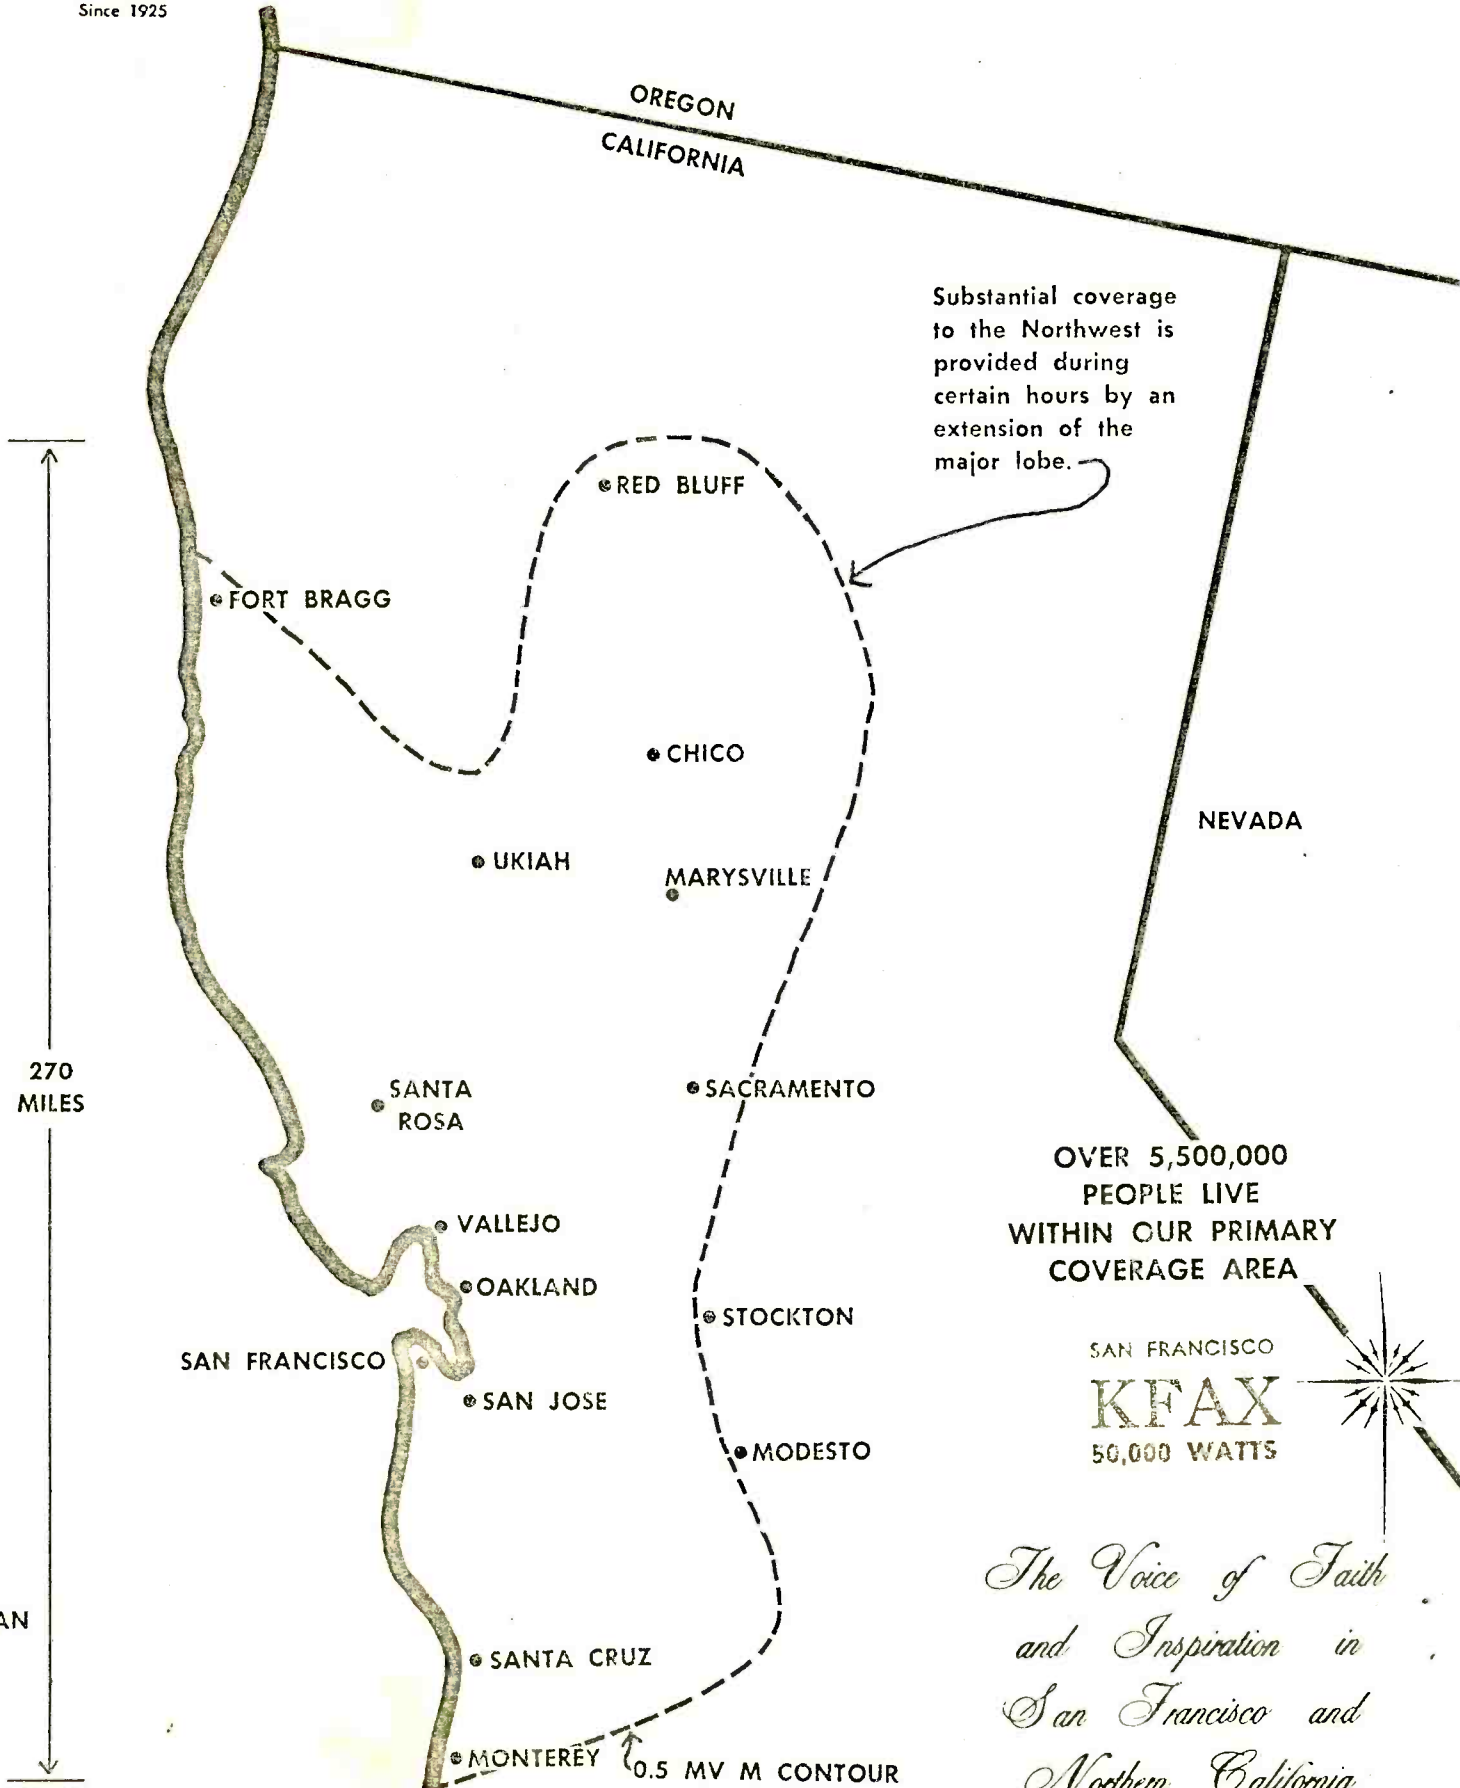 Since 1925
OREGON
CALIFORNIA
Substantial coverage
to the Northwest is
provided during
certain hours by an
extension of the
major lobe.
RED BLUFF
FORT BRAGG
CHICO
NEVADA
UKIAH
MARYSVILLE
270
MILES
SANTA
ROSA
SACRAMENTO
OVER 5,500,000
PEOPLE LIVE
WITHIN OUR PRIMARY
COVERAGE AREA
VALLEJO
OAKLAND
STOCKTON
SAN FRANCISCO
SAN JOSE
MODESTO
SAN FRANCISCO
KFAX
50,000 WATTS
The Voice of Faith
and Inspiration in
San Francisco and
Northern California
AN
SANTA CRUZ
MONTEREY
0.5 MV M CONTOUR